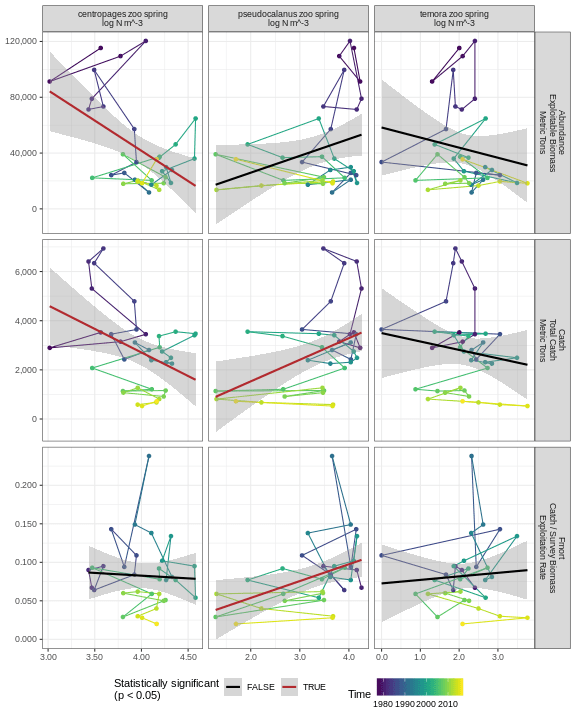 centropages zoo spring
log N m^-3
pseudocalanus zoo spring
log N m^-3
temora zoo spring
log N m^-3
120,000
80,000
40,000
0
Abundance
Exploitable Biomass
Metric Tons
6,000
4,000
2,000
0
Catch
Total Catch
Metric Tons
0.200
0.150
0.100
0.050
0.000
Fmort
Catch / Survey Biomass
Exploitation Rate
3.00 3.50 4.00 4.50
2.0 3.0 4.0
0.0 1.0 2.0 3.0
Statistically significant
(p < 0.05)
FALSE TRUE
Time
1980 1990 2000 2010